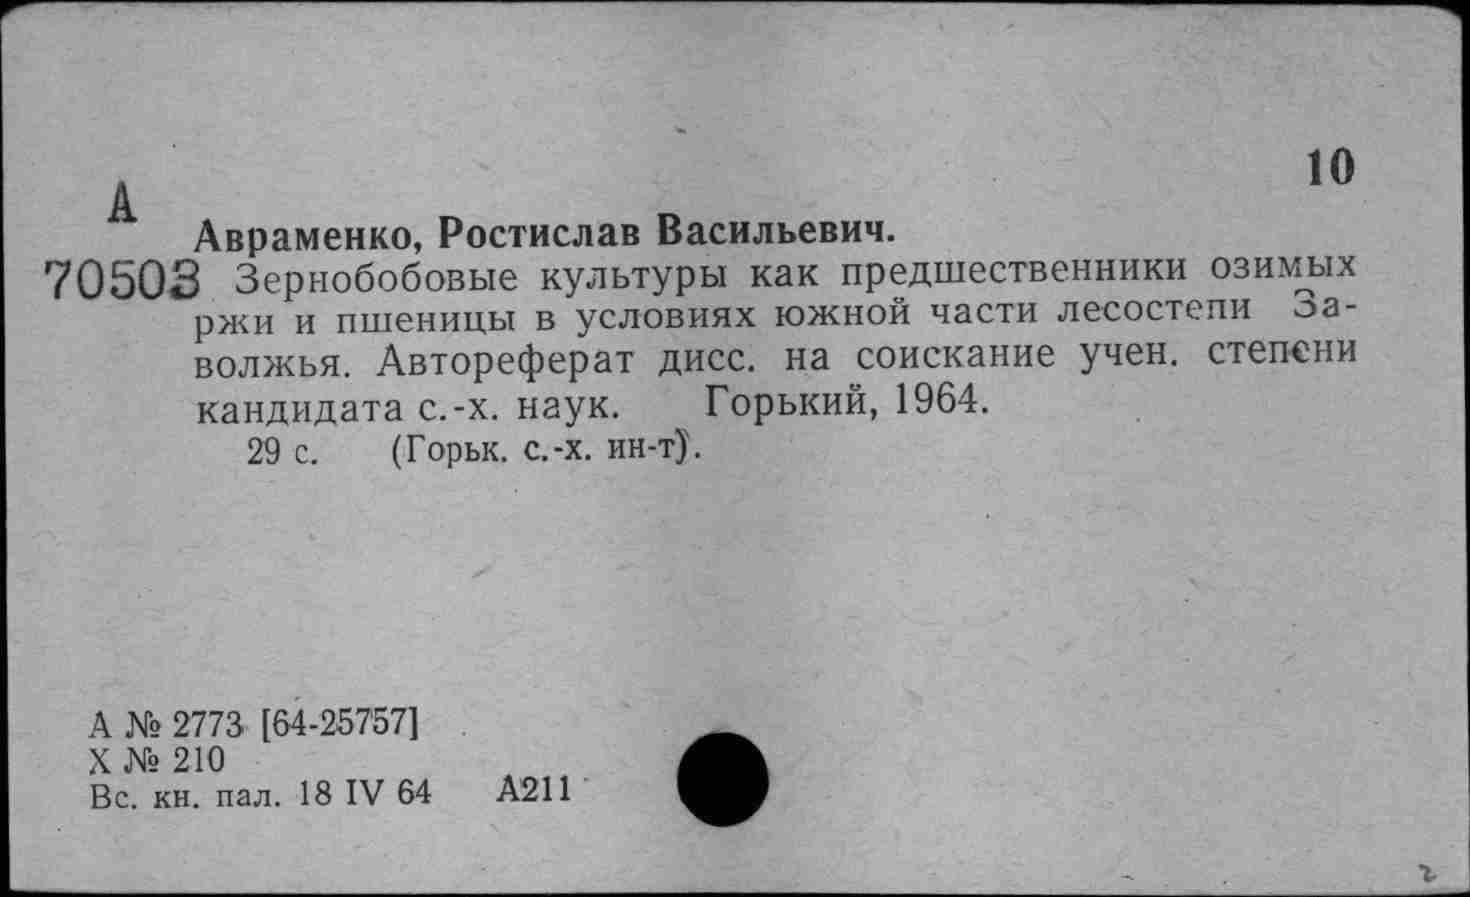 10
А
Авраменко, Ростислав Васильевич.
70503 Зернобобовые культуры как предшественники озимых
ржи и пшеницы в условиях южной части лесостепи За-
волжья. Автореферат дисс. на соискание учен. степени
кандидата с.-х. наук. Горький, 1964.
29 с. (Горьк. с.-х. ин-т).
А № 2773 [64-25757]
Х № 210
Вс. кн. пал. 18 IV 64 А211